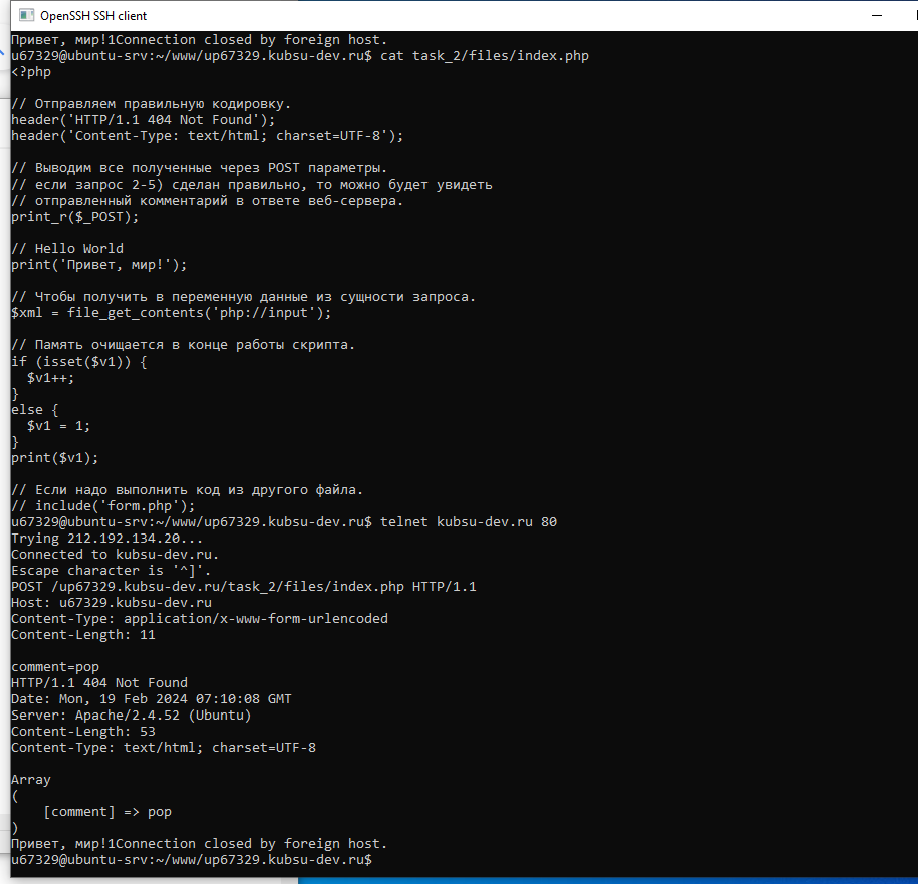 OpenSSH SSH client
Привет, мир!1Connection closed by foreign host.
u67329@ubuntu-srv:~/www/up67329.kubsu-dev.ru$ cat task_2/files/index.php
<?php
// Отправляем правильную кодировку.
header('HTTP/1.1 404 Not Found');
header('Content-Type: text/html; charset=UTF-8');
// Выводим все полученные через POST параметры.
// если запрос 2-5) сделан правильно, то можно будет увидеть
// отправленный комментарий в ответе веб-сервера.
print_r($_POST);
// Hello World
print('Привет, мир!');
// Чтобы получить в переменную данные из сущности запроса.
$xml = file_get_contents('php://input');
// Память очищается в конце работы скрипта.
if (isset($v1)) {
  $v1++;
}
else {
  $v1 = 1;
}
print($v1);
// Если надо выполнить код из другого файла.
// include('form.php');
u67329@ubuntu-srv:~/www/up67329.kubsu-dev.ru$ telnet kubsu-dev.ru 80
Trying 212.192.134.20...
Connected to kubsu-dev.ru.
Escape character is '^]'.
POST /up67329.kubsu-dev.ru/task_2/files/index.php HTTP/1.1
Host: u67329.kubsu-dev.ru
Content-Type: application/x-www-form-urlencoded
Content-Length: 11
comment=pop
HTTP/1.1 404 Not Found
Date: Mon, 19 Feb 2024 07:10:08 GMT
Server: Apache/2.4.52 (Ubuntu)
Content-Length: 53
Content-Type: text/html; charset=UTF-8
Array
(
    [comment] => pop
)
Привет, мир!1Connection closed by foreign host.
u67329@ubuntu-srv:~/www/up67329.kubsu-dev.ru$